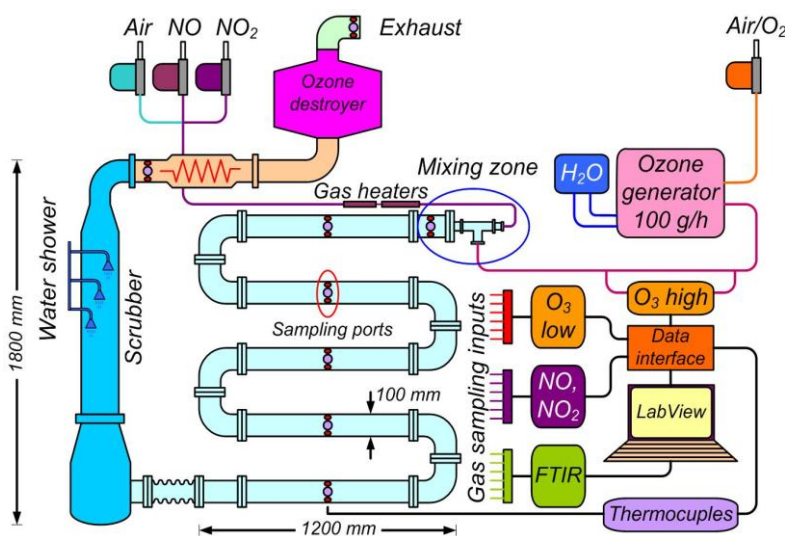 Air NO NO2
Exhaust
Air/O2
Ozone
destroyer
Mixing zone
H2O
Ozone
generator
100 g/h
Gas heaters
Water shower
Scrubber
1800 mm
Sampling ports
Gas sampling inputs
O3
low
O3 high
Data
interface
100 mm
NO,
NO2
LabView
FTIR
Thermocuples
1200 mm